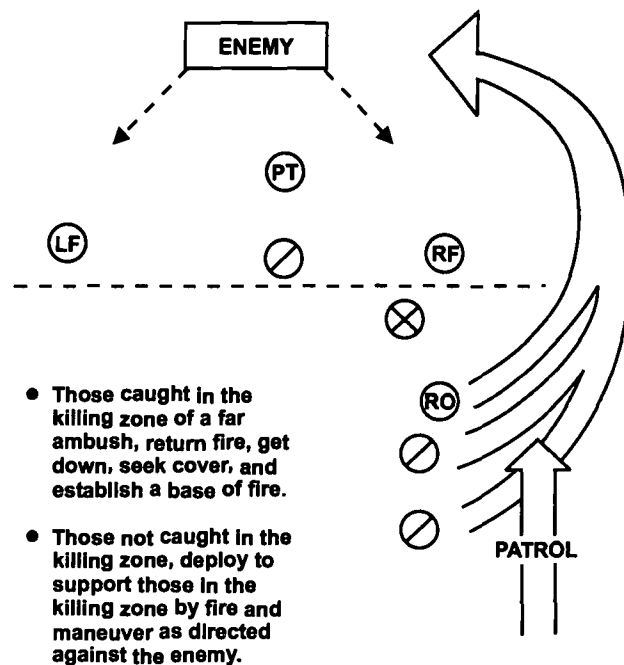 ENEMY
PT
LF
RF
RO
PATROL
● Those caught in the
killing zone of a far
ambush, return fire, get
down, seek cover, and
establish a base of fire.
● Those not caught in the
killing zone, deploy to
support those in the
killing zone by fire and
maneuver as directed
against the enemy.